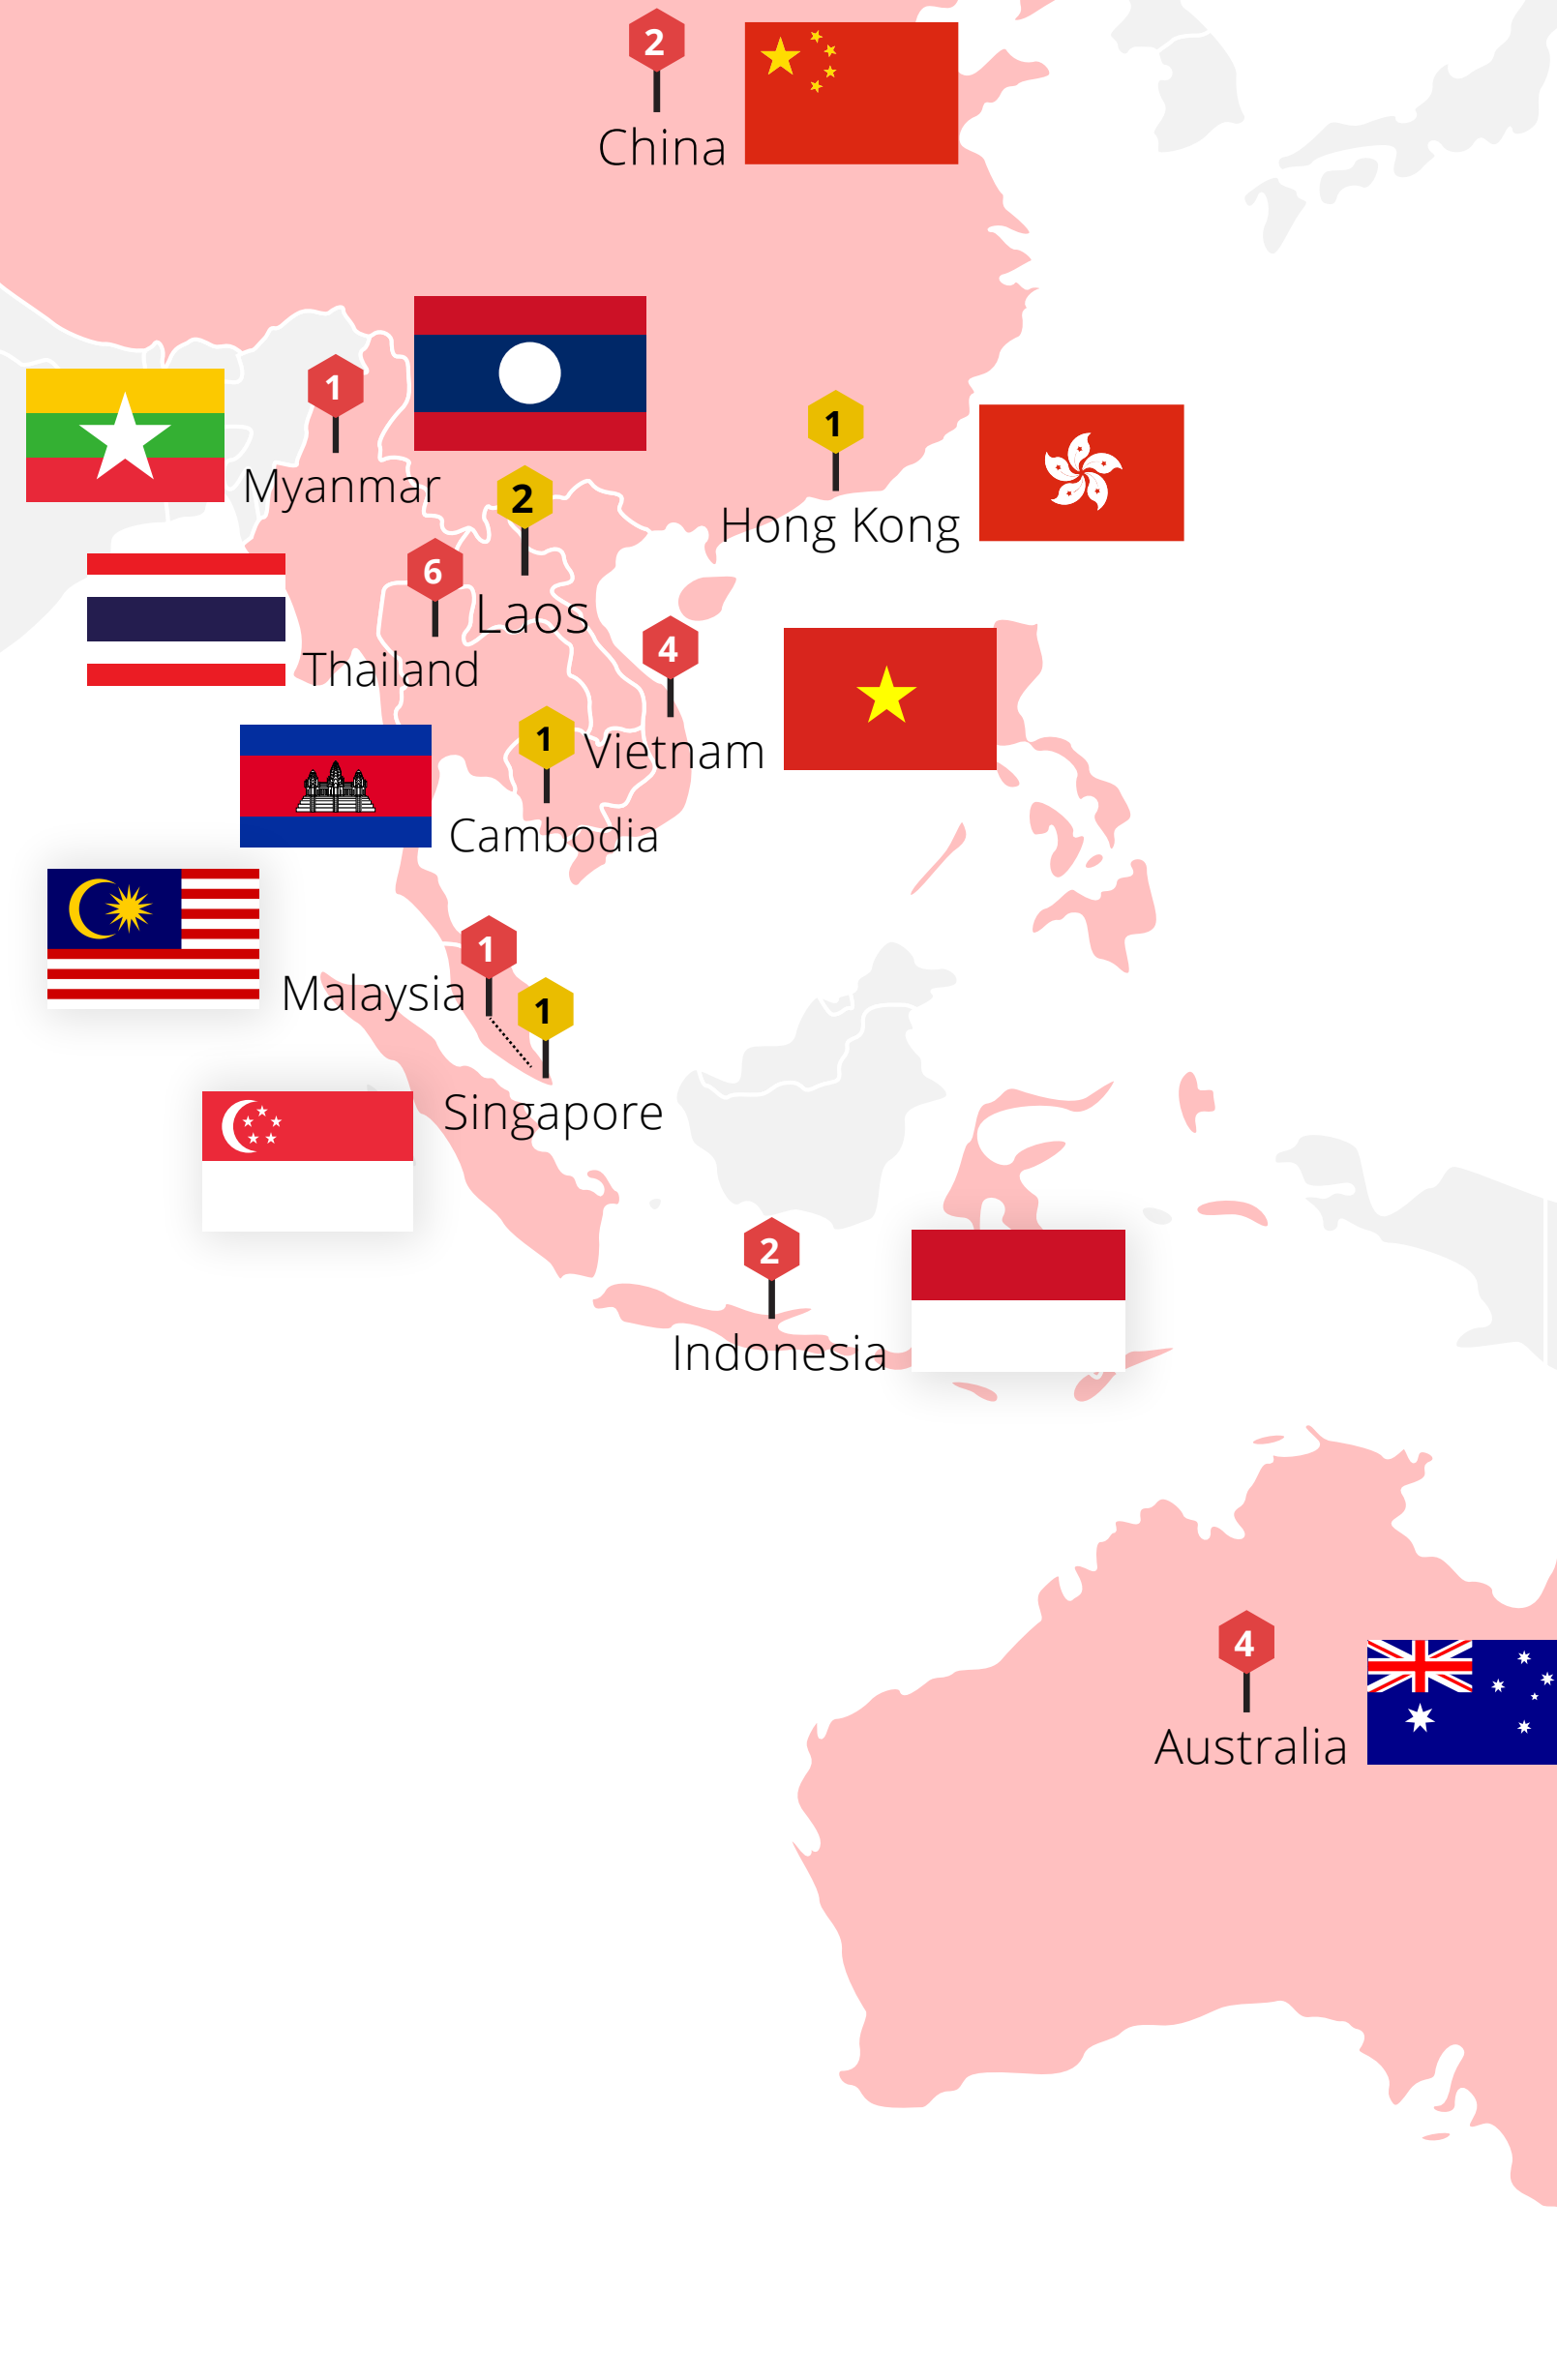 2
China
1
Myanmar
2
Laos
1
Hong Kong
6
Thailand
4
Vietnam
1
Cambodia
1
Malaysia
1
Singapore
2
Indonesia
4
Australia